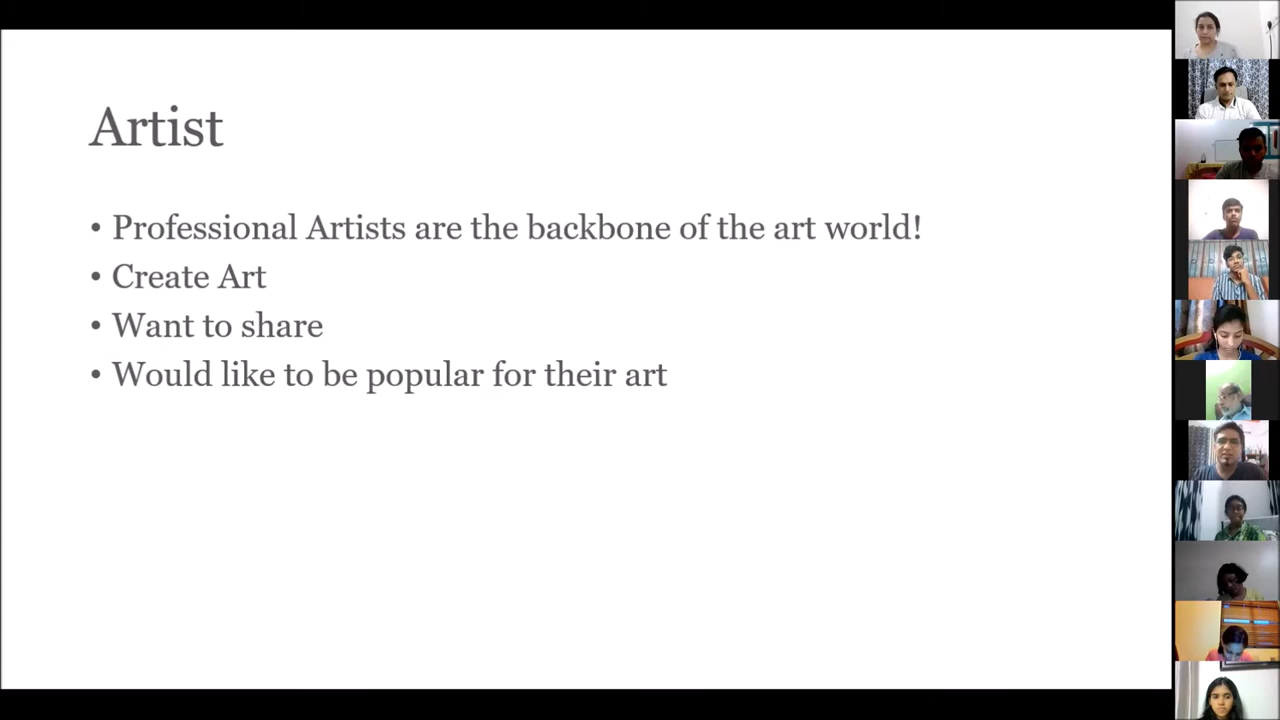 Artist
• Professional Artists are the backbone of the art world!
• Create Art
• Want to share
• Would like to be popular for their art